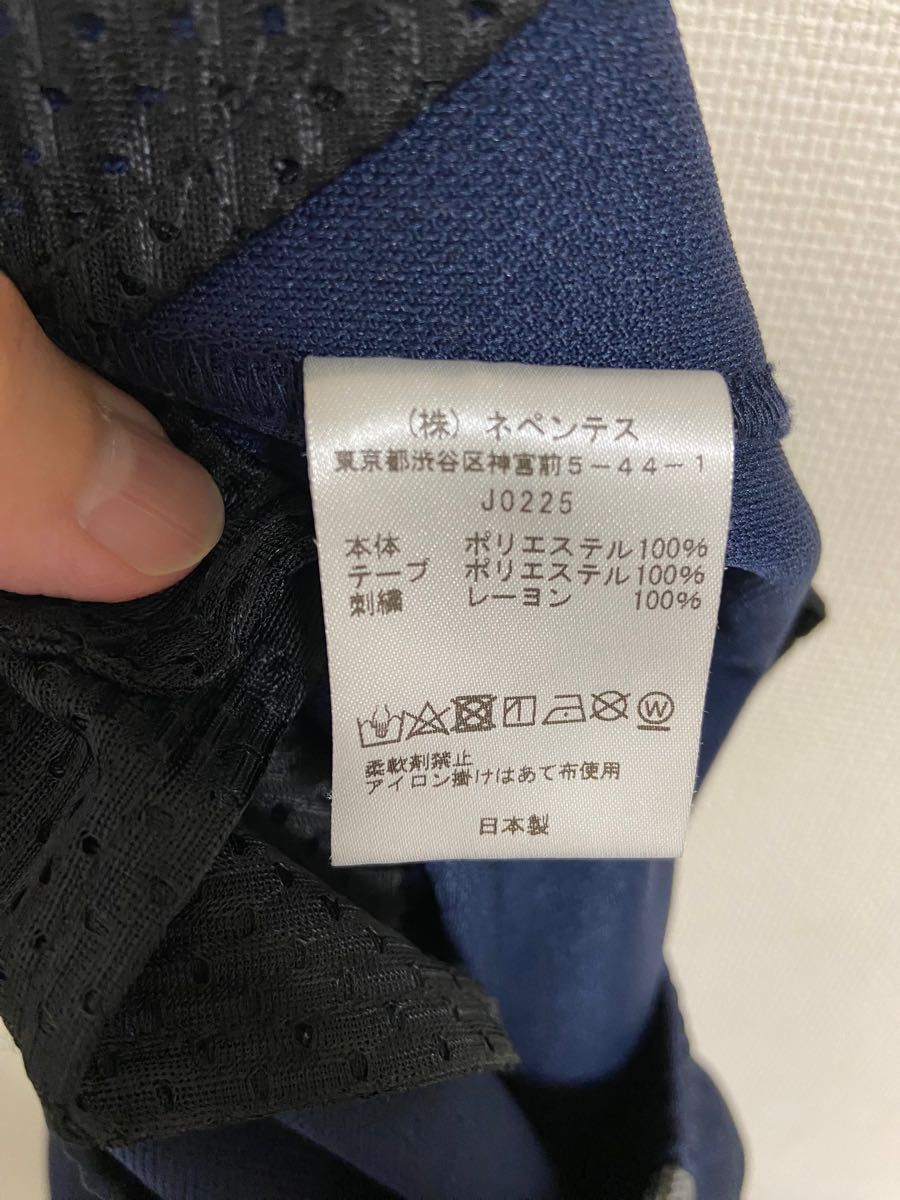 (株) ネペンテス
東京都渋谷区神宮前5-44-1
J0225
本体 ポリエステル100%
テープ ポリエステル100%
刺繍 レーヨン 100%
W
柔軟剤禁止
アイロン掛けはあて布使用
日本製